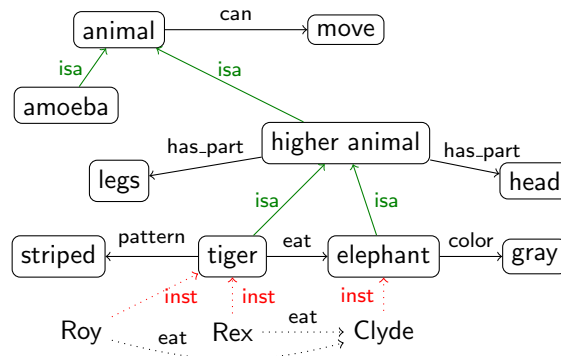 animal can move
isa isa
amoeba
higher animal
has_part has_part
legs head
isa isa
striped pattern tiger eat elephant color gray
inst inst inst
Roy eat Rex eat Clyde